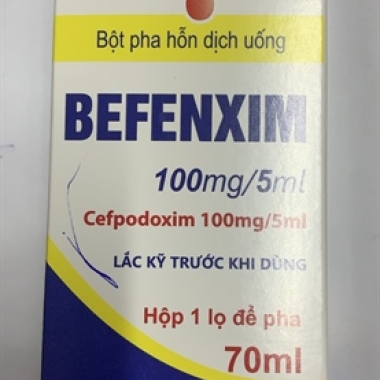 Bột pha hỗn dịch uống
BEFENXIM
100mg/5ml
Cefpodoxim 100mg/5ml
LẮC KỸ TRƯỚC KHI DÙNG
Hộp 1 lọ để pha
70ml